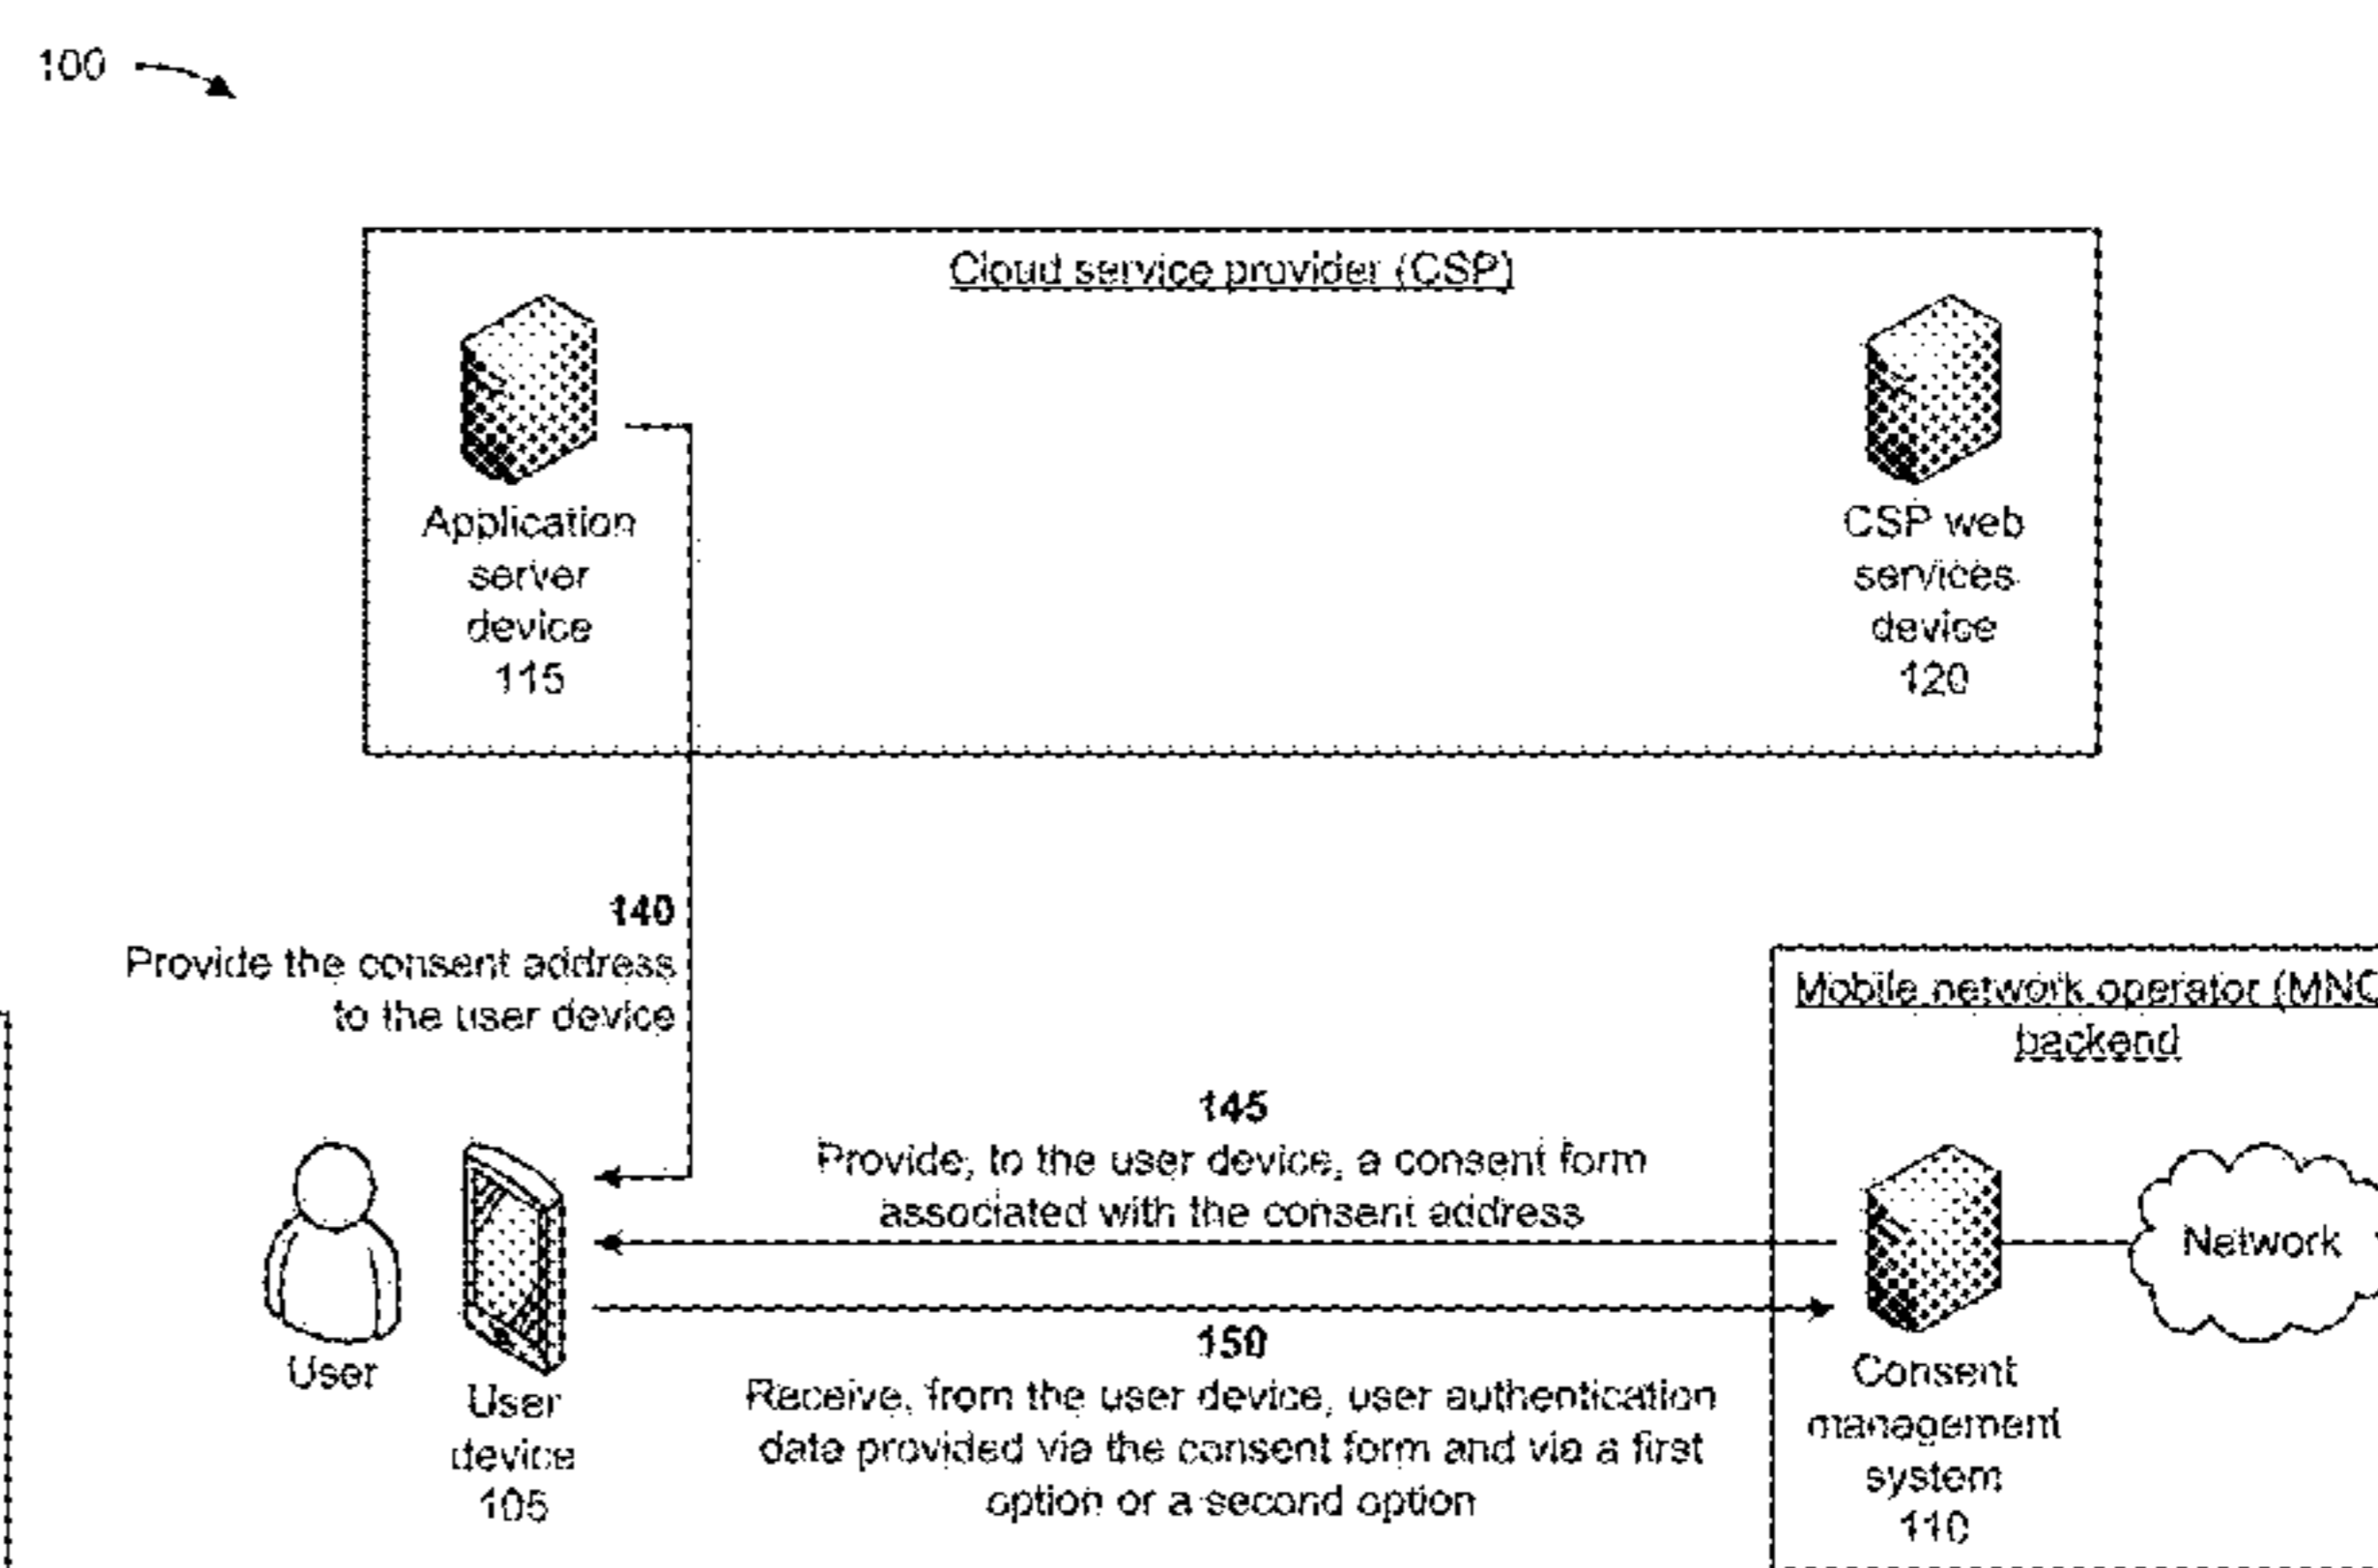 100
Cloud service provider (CSP)
Application
server
device
115
CSP web
services
device
120
140
Provide the consent address
to the user device
Mobile network operator (MNO
backend
145
Provide, to the user device, a consent form
associated with the consent address
Network
150
Receive, from the user device, user authentication
data provided via the consent form and via a first
option or a second option
User
User
device
105
Consent
management
system
110